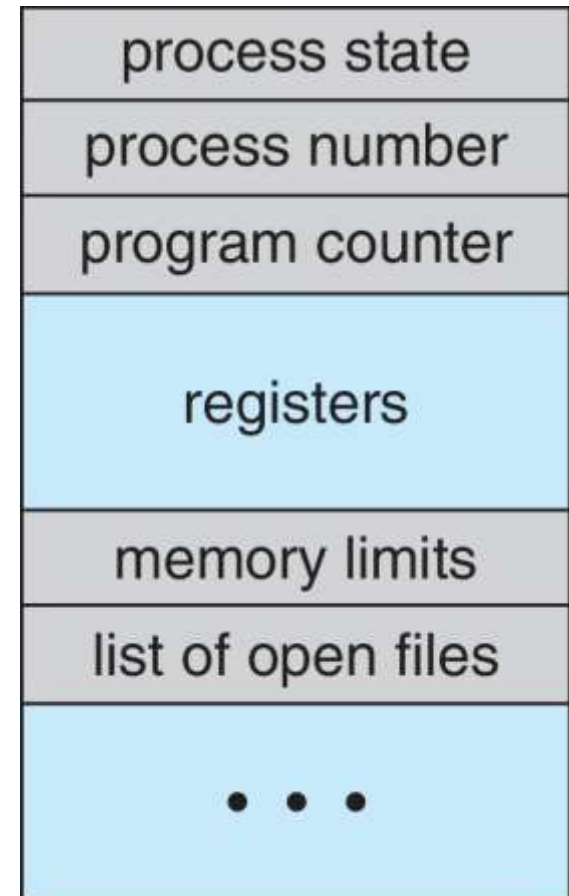 process state
process number
program counter
registers
memory limits
list of open files
• • •